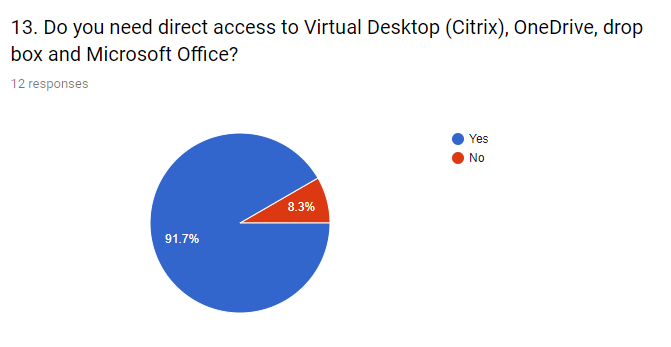 13. Do you need direct access to Virtual Desktop (Citrix), OneDrive, drop
box and Microsoft Office?
12 responses
Yes
No
8.3%
91.7%